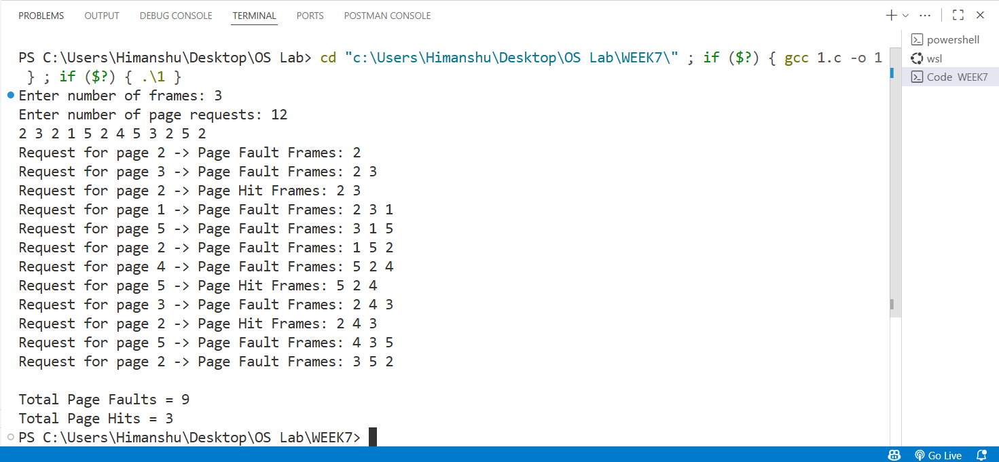 PROBLEMS OUTPUT DEBUG CONSOLE TERMINAL PORTS POSTMAN CONSOLE
powershell
wsl
Code WEEK7
PS C:\Users\Himanshu\Desktop\OS Lab> cd "c:\Users\Himanshu\Desktop\OS Lab\WEEK7\" ; if ($?) { gcc 1.c -o 1
} ; if ($?) { .\1 }
Enter number of frames: 3
Enter number of page requests: 12
2 3 2 1 5 2 4 5 3 2 5 2
Request for page 2 -> Page Fault Frames: 2
Request for page 3 -> Page Fault Frames: 2 3
Request for page 2 -> Page Hit Frames: 2 3
Request for page 1 -> Page Fault Frames: 2 3 1
Request for page 5 -> Page Fault Frames: 3 1 5
Request for page 2 -> Page Fault Frames: 1 5 2
Request for page 4 -> Page Fault Frames: 5 2 4
Request for page 5 -> Page Hit Frames: 5 2 4
Request for page 3 -> Page Fault Frames: 2 4 3
Request for page 2 -> Page Hit Frames: 2 4 3
Request for page 5 -> Page Fault Frames: 4 3 5
Request for page 2 -> Page Fault Frames: 3 5 2
Total Page Faults = 9
Total Page Hits = 3
PS C:\Users\Himanshu\Desktop\OS Lab\WEEK7>
Go Live